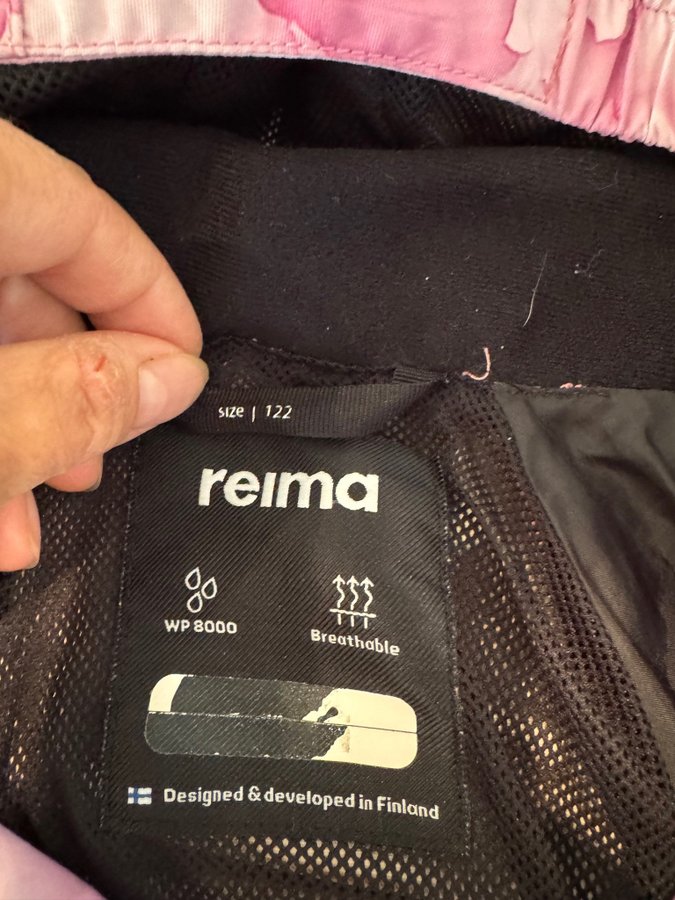 size | 122
reima
WP 8000
Breathable
Designed & developed in Finland